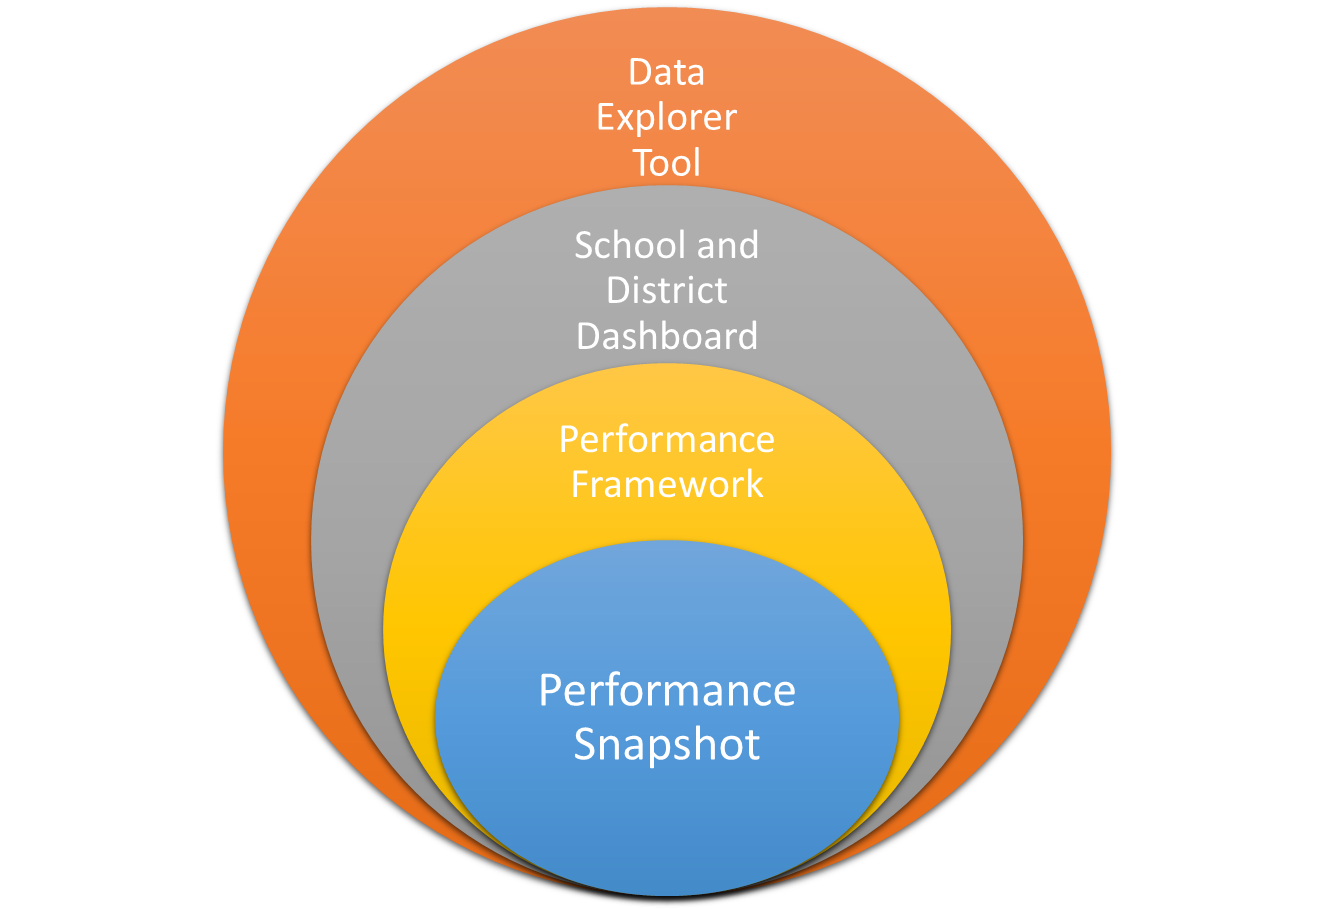 Data
Explorer
Tool
School and
District
Dashboard
Performance
Framework
Performance
Snapshot